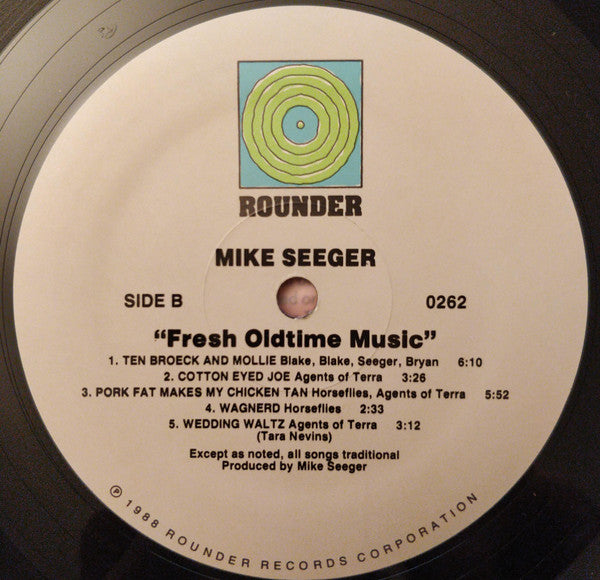 ROUNDER
MIKE SEEGER
SIDE B 0262
“Fresh Oldtime Music”
1. TEN BROECK AND MOLLIE Blake, Blake, Seeger, Bryan 6:10
2. COTTON EYED JOE Agents of Terra 3:26
3. PORK FAT MAKES MY CHICKEN TAN Horseflies, Agents of Terra 5:52
4. WAGNERD Horseflies 2:33
5. WEDDING WALTZ Agents of Terra 3:12
(Tara Nevins)
Except as noted, all songs traditional
Produced by Mike Seeger
℗ 1988 ROUNDER RECORDS CORPORATION